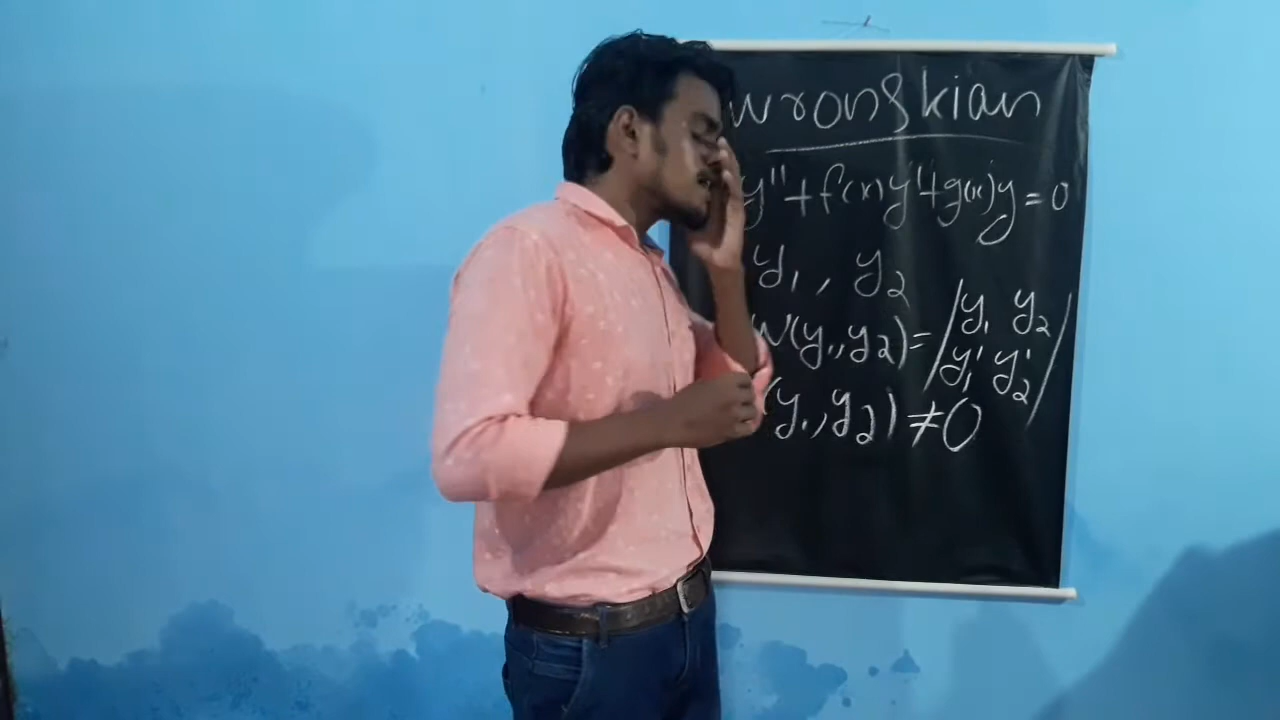 wronskian
y'' + f(x)y' + g(x)y = 0
y₁, y₂
W(y₁, y₂) = |y₁ y₂|
|y₁' y₂'|
(y₁, y₂) ≠ 0